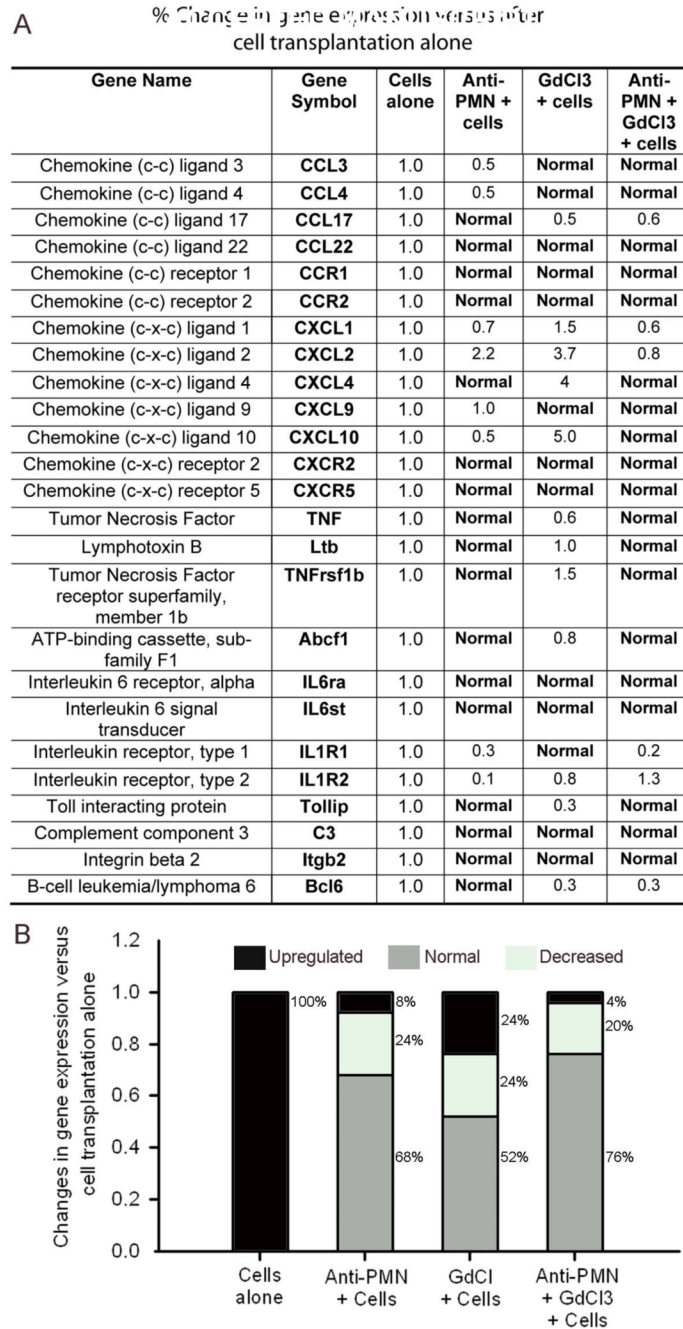 A
% Change in gene expression versus after
cell transplantation alone
Gene Name Gene Symbol Cells alone Anti-PMN + cells GdCl3 + cells Anti-PMN + GdCl3 + cells
Chemokine (c-c) ligand 3 CCL3 1.0 0.5 Normal Normal
Chemokine (c-c) ligand 4 CCL4 1.0 0.5 Normal Normal
Chemokine (c-c) ligand 17 CCL17 1.0 Normal 0.5 0.6
Chemokine (c-c) ligand 22 CCL22 1.0 Normal Normal Normal
Chemokine (c-c) receptor 1 CCR1 1.0 Normal Normal Normal
Chemokine (c-c) receptor 2 CCR2 1.0 Normal Normal Normal
Chemokine (c-x-c) ligand 1 CXCL1 1.0 0.7 1.5 0.6
Chemokine (c-x-c) ligand 2 CXCL2 1.0 2.2 3.7 0.8
Chemokine (c-x-c) ligand 4 CXCL4 1.0 Normal 4 Normal
Chemokine (c-x-c) ligand 9 CXCL9 1.0 1.0 Normal Normal
Chemokine (c-x-c) ligand 10 CXCL10 1.0 0.5 5.0 Normal
Chemokine (c-x-c) receptor 2 CXCR2 1.0 Normal Normal Normal
Chemokine (c-x-c) receptor 5 CXCR5 1.0 Normal Normal Normal
Tumor Necrosis Factor TNF 1.0 Normal 0.6 Normal
Lymphotoxin B Ltb 1.0 Normal 1.0 Normal
Tumor Necrosis Factor TNFrsf1b 1.0 Normal 1.5 Normal
receptor superfamily,
member 1b
ATP-binding cassette, sub- Abcf1 1.0 Normal 0.8 Normal
family F1
Interleukin 6 receptor, alpha IL6ra 1.0 Normal Normal Normal
Interleukin 6 signal IL6st 1.0 Normal Normal Normal
transducer
Interleukin receptor, type 1 IL1R1 1.0 0.3 Normal 0.2
Interleukin receptor, type 2 IL1R2 1.0 0.1 0.8 1.3
Toll interacting protein Tollip 1.0 Normal 0.3 Normal
Complement component 3 C3 1.0 Normal Normal Normal
Integrin beta 2 Itgb2 1.0 Normal Normal Normal
B-cell leukemia/lymphoma 6 Bcl6 1.0 Normal 0.3 0.3
B
Changes in gene expression versus
cell transplantation alone
1.2
1.0
0.8
0.6
0.4
0.2
0.0
Upregulated Normal Decreased
100%
8%
24%
68%
24%
24%
52%
4%
20%
76%
Cells
alone
Anti-PMN
+ Cells
GdCl
+ Cells
Anti-PMN
+ GdCl3
+ Cells